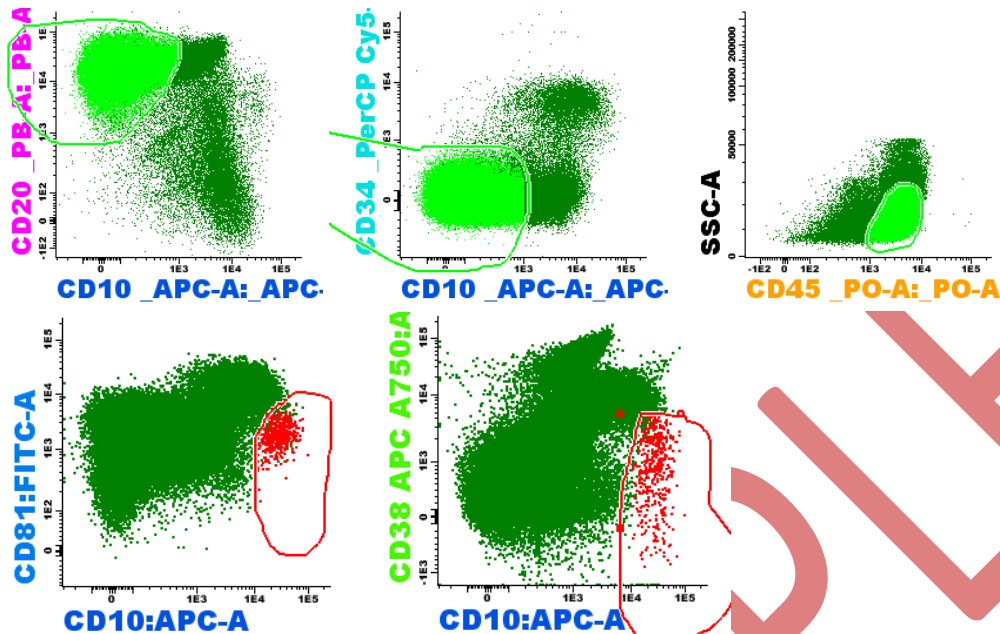 CD20 _PB-A:_PB-A
1E5
1E4
1E3
1E2
0
-1E2
0
1E3
1E4
1E5
CD10 _APC-A:_APC-
CD34 _PerCP Cy5-
1E5
1E4
1E3
0
0
1E3
1E4
1E5
CD10 _APC-A:_APC-
SSC-A
200000
100000
50000
0
-1E2
0
1E2
1E3
1E4
1E5
CD45 _PO-A:_PO-A
CD81:FITC-A
1E5
1E4
1E3
1E2
0
0
1E3
1E4
1E5
CD10:APC-A
CD38 APC A750:A
1E5
1E4
1E3
0
-1E3
0
1E3
1E4
1E5
CD10:APC-A